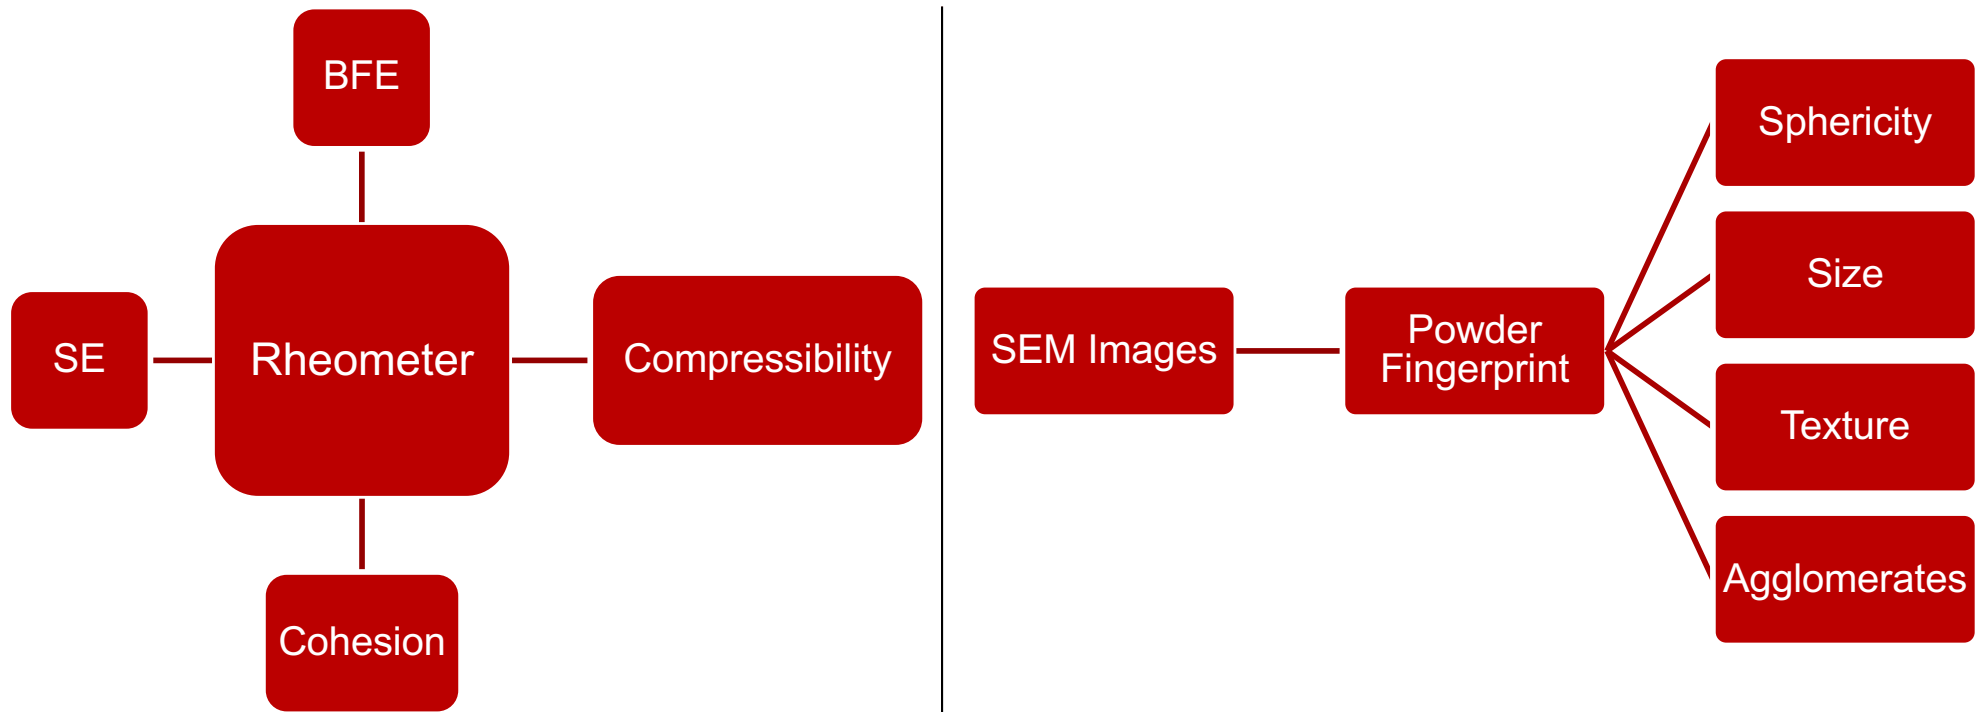 BFE
SE
Rheometer
Compressibility
Cohesion
SEM Images
Powder
Fingerprint
Sphericity
Size
Texture
Agglomerates